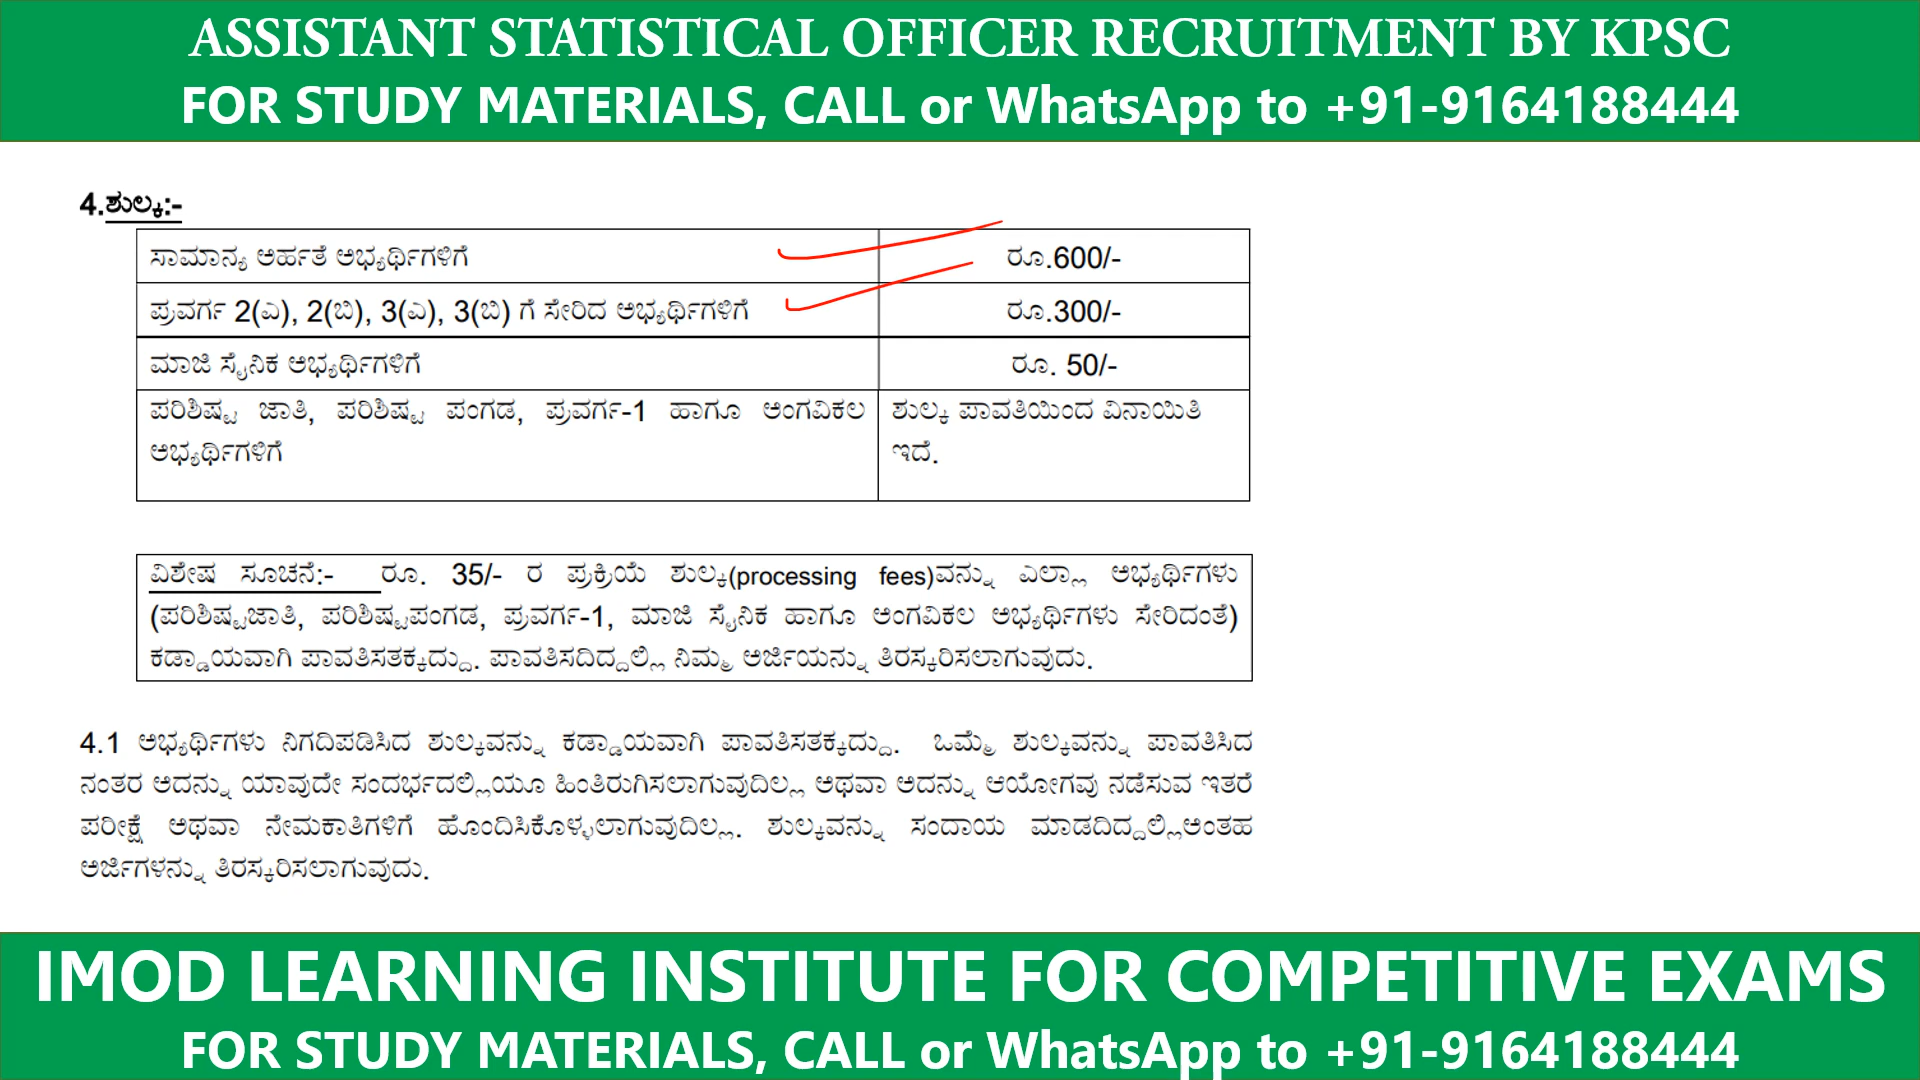 ASSISTANT STATISTICAL OFFICER RECRUITMENT BY KPSC
FOR STUDY MATERIALS, CALL or WhatsApp to +91-9164188444
4.ಶುಲ್ಕ:-
ಸಾಮಾನ್ಯ ಅರ್ಹತೆ ಅಭ್ಯರ್ಥಿಗಳಿಗೆ ರೂ.600/-
ಪ್ರವರ್ಗ 2(ಎ), 2(ಬಿ), 3(ಎ), 3(ಬಿ) ಗೆ ಸೇರಿದ ಅಭ್ಯರ್ಥಿಗಳಿಗೆ ರೂ.300/-
ಮಾಜಿ ಸೈನಿಕ ಅಭ್ಯರ್ಥಿಗಳಿಗೆ ರೂ. 50/-
ಪರಿಶಿಷ್ಟ ಜಾತಿ, ಪರಿಶಿಷ್ಟ ಪಂಗಡ, ಪ್ರವರ್ಗ-1 ಹಾಗೂ ಅಂಗವಿಕಲ ಶುಲ್ಕ ಪಾವತಿಯಿಂದ ವಿನಾಯಿತಿ
ಅಭ್ಯರ್ಥಿಗಳಿಗೆ ಇದೆ.
ವಿಶೇಷ ಸೂಚನೆ:- ರೂ. 35/- ರ ಪ್ರಕ್ರಿಯೆ ಶುಲ್ಕ(processing fees)ವನ್ನು ಎಲ್ಲಾ ಅಭ್ಯರ್ಥಿಗಳು
(ಪರಿಶಿಷ್ಟಜಾತಿ, ಪರಿಶಿಷ್ಟಪಂಗಡ, ಪ್ರವರ್ಗ-1, ಮಾಜಿ ಸೈನಿಕ ಹಾಗೂ ಅಂಗವಿಕಲ ಅಭ್ಯರ್ಥಿಗಳು ಸೇರಿದಂತೆ)
ಕಡ್ಡಾಯವಾಗಿ ಪಾವತಿಸತಕ್ಕದ್ದು. ಪಾವತಿಸದಿದ್ದಲ್ಲಿ ನಿಮ್ಮ ಅರ್ಜಿಯನ್ನು ತಿರಸ್ಕರಿಸಲಾಗುವುದು.
4.1 ಅಭ್ಯರ್ಥಿಗಳು ನಿಗದಿಪಡಿಸಿದ ಶುಲ್ಕವನ್ನು ಕಡ್ಡಾಯವಾಗಿ ಪಾವತಿಸತಕ್ಕದ್ದು. ಒಮ್ಮೆ ಶುಲ್ಕವನ್ನು ಪಾವತಿಸಿದ
ನಂತರ ಅದನ್ನು ಯಾವುದೇ ಸಂದರ್ಭದಲ್ಲಿಯೂ ಹಿಂತಿರುಗಿಸಲಾಗುವುದಿಲ್ಲ ಅಥವಾ ಅದನ್ನು ಆಯೋಗವು ನಡೆಸುವ ಇತರೆ
ಪರೀಕ್ಷೆ ಅಥವಾ ನೇಮಕಾತಿಗಳಿಗೆ ಹೊಂದಿಸಿಕೊಳ್ಳಲಾಗುವುದಿಲ್ಲ. ಶುಲ್ಕವನ್ನು ಸಂದಾಯ ಮಾಡದಿದ್ದಲ್ಲಿಅಂತಹ
ಅರ್ಜಿಗಳನ್ನು ತಿರಸ್ಕರಿಸಲಾಗುವುದು.
IMOD LEARNING INSTITUTE FOR COMPETITIVE EXAMS
FOR STUDY MATERIALS, CALL or WhatsApp to +91-9164188444